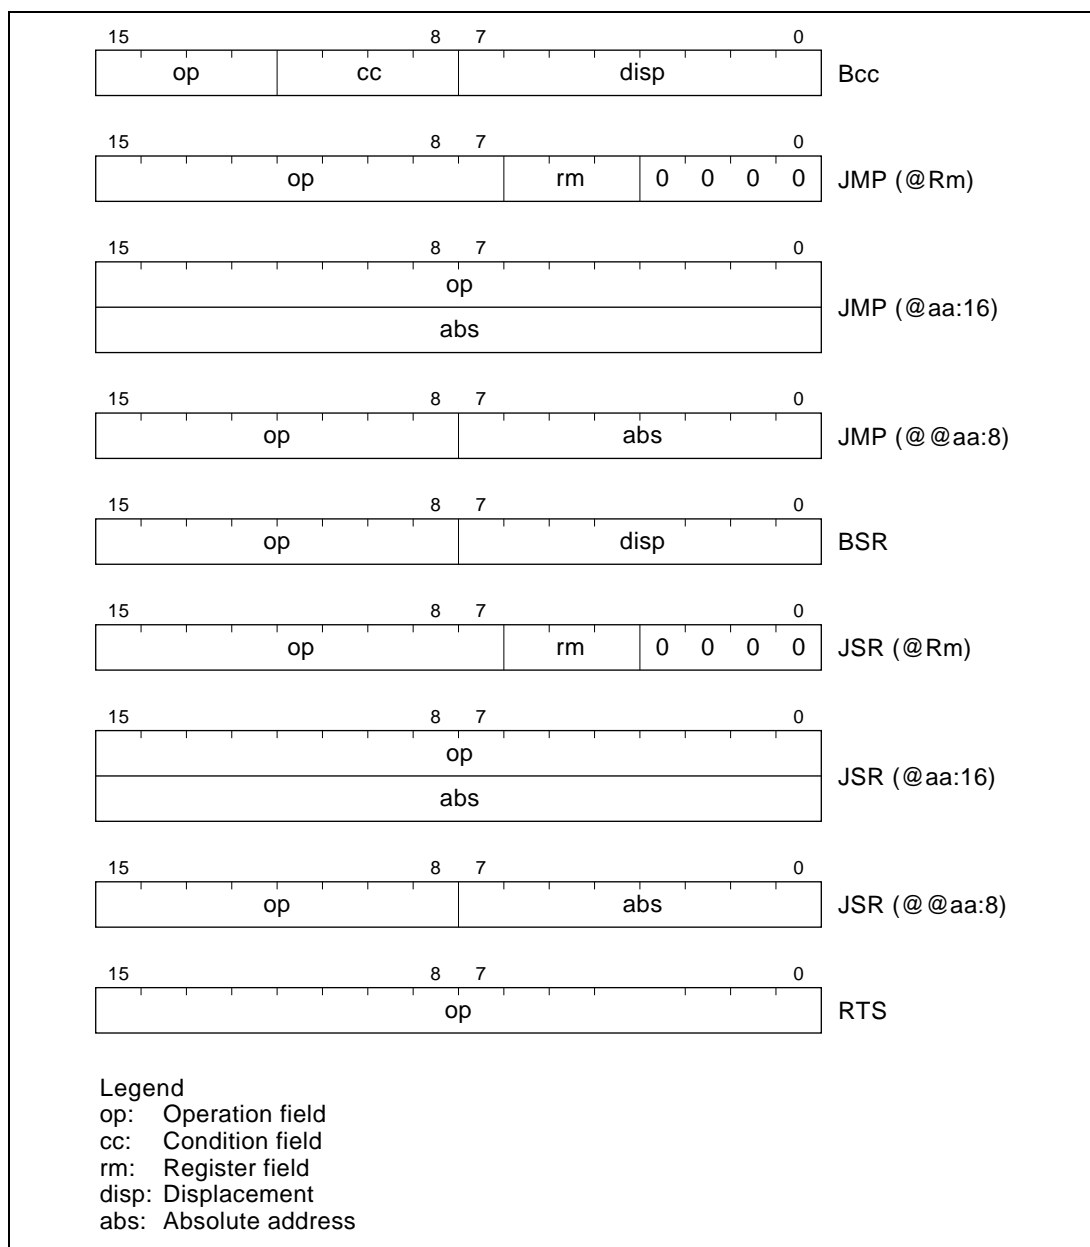 15 8 7 0
op cc disp Bcc
15 8 7 0
op rm 0 0 0 0 JMP (@Rm)
15 8 7 0
op
JMP (@aa:16)
abs
15 8 7 0
op abs JMP (@@aa:8)
15 8 7 0
op disp BSR
15 8 7 0
op rm 0 0 0 0 JSR (@Rm)
15 8 7 0
op
JSR (@aa:16)
abs
15 8 7 0
op abs JSR (@@aa:8)
15 8 7 0
op RTS
Legend
op: Operation field
cc: Condition field
rm: Register field
disp: Displacement
abs: Absolute address